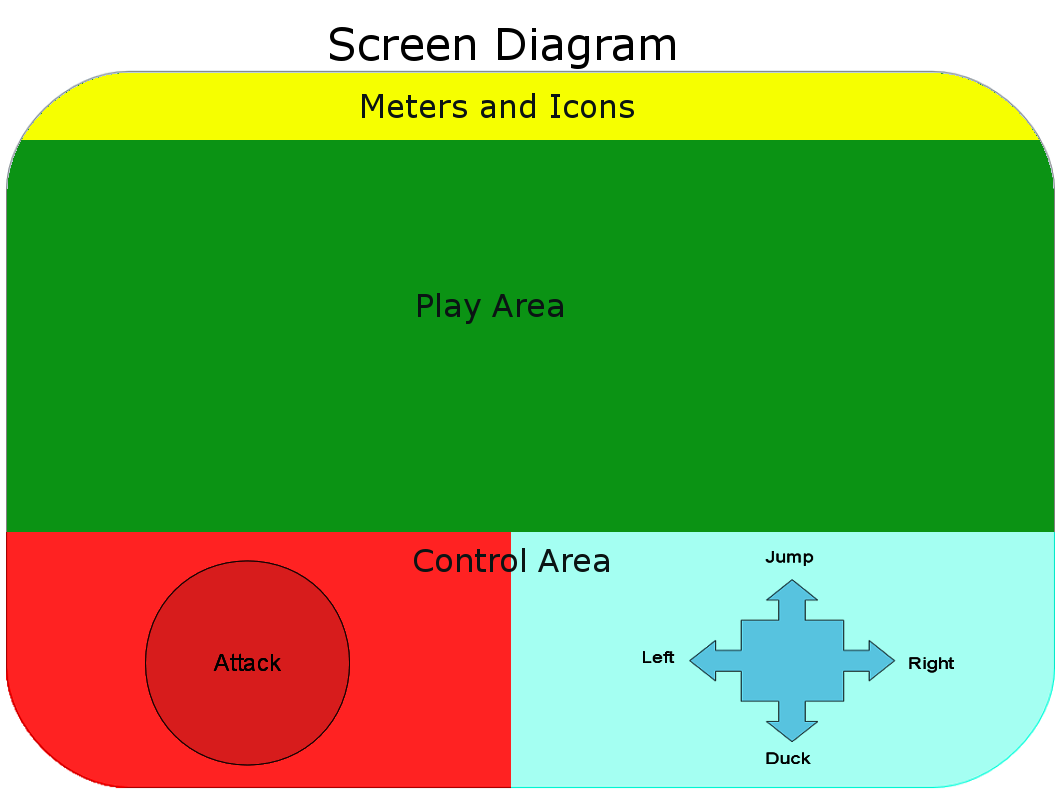 Screen Diagram
Meters and Icons
Play Area
Control Area
Attack
Jump
Left
Right
Duck